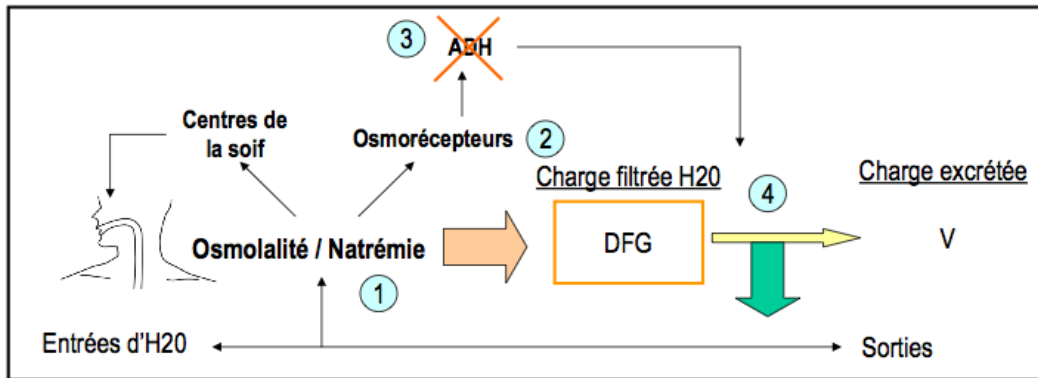 3
ADH
Centres de
la soif
Osmorécepteurs
2
Charge filtrée H20
4
Charge excrétée
Osmolalité / Natrémie
DFG
V
1
Entrées d'H20
Sorties